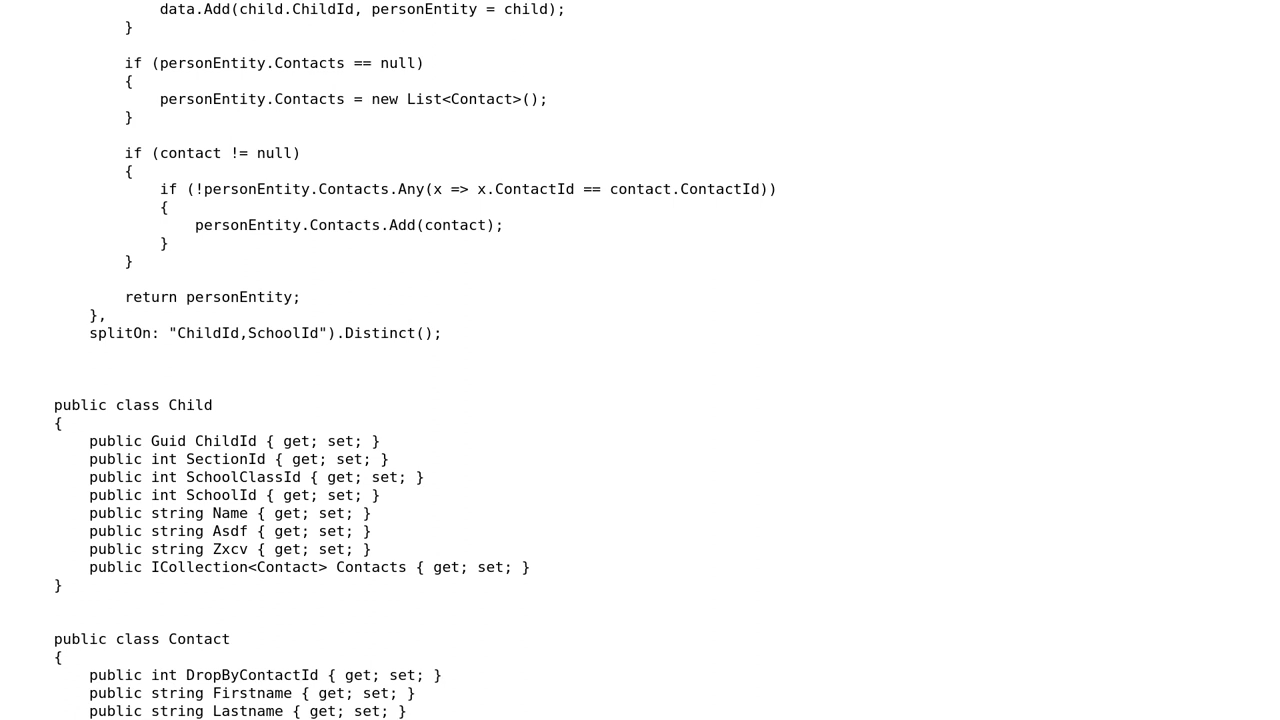 data.Add(child.ChildId, personEntity = child);
        }

        if (personEntity.Contacts == null)
        {
            personEntity.Contacts = new List<Contact>();
        }

        if (contact != null)
        {
            if (!personEntity.Contacts.Any(x => x.ContactId == contact.ContactId))
            {
                personEntity.Contacts.Add(contact);
            }
        }

        return personEntity;
    },
    splitOn: "ChildId,SchoolId").Distinct();

public class Child
{
    public Guid ChildId { get; set; }
    public int SectionId { get; set; }
    public int SchoolClassId { get; set; }
    public int SchoolId { get; set; }
    public string Name { get; set; }
    public string Asdf { get; set; }
    public string Zxcv { get; set; }
    public ICollection<Contact> Contacts { get; set; }
}

public class Contact
{
    public int DropByContactId { get; set; }
    public string Firstname { get; set; }
    public string Lastname { get; set; }